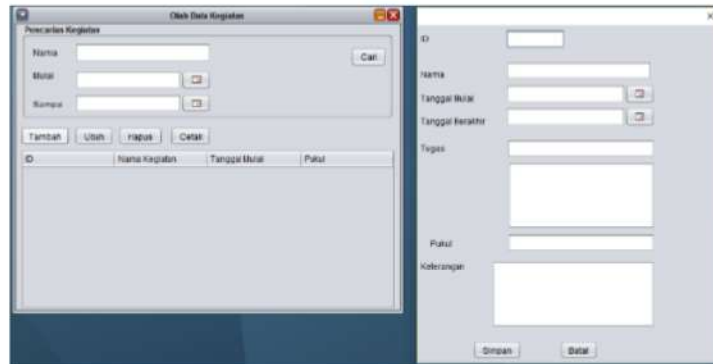 Olah Data Kegiatan
Pencarian Kegiatan
Nama
Cari
Mulai
Sampai
Tambah Ubah Hapus Cetak
ID Nama Kegiatan Tanggal Mulai Pukul
x
ID
Nama
Tanggal Mulai
Tanggal Berakhir
Tugas
Pukul
Keterangan
Simpan Batal